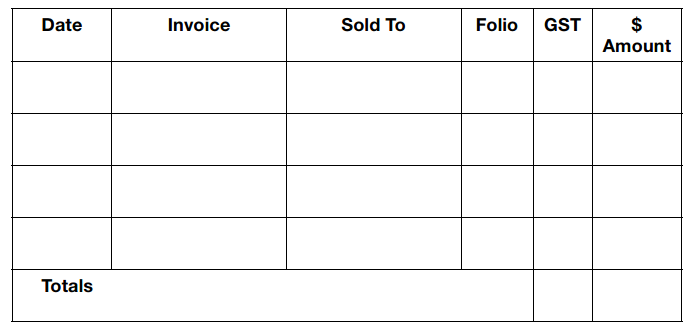 Date Invoice Sold To Folio GST $
Amount
Totals